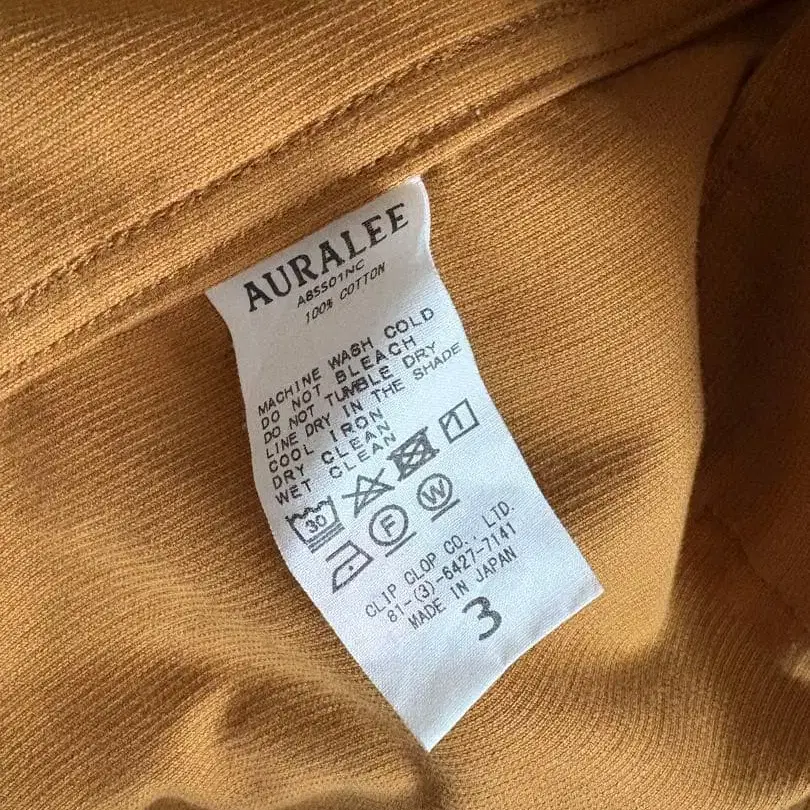 AURALEE
A8SS01NC
100% COTTON
MACHINE WASH COLD
DO NOT BLEACH
DO NOT TUMBLE DRY
LINE DRY IN THE SHADE
COOL IRON
DRY CLEAN
WET CLEAN
30
F W
CLIP CLOP CO., LTD.
81-(3)-6427-7141
MADE IN JAPAN
3